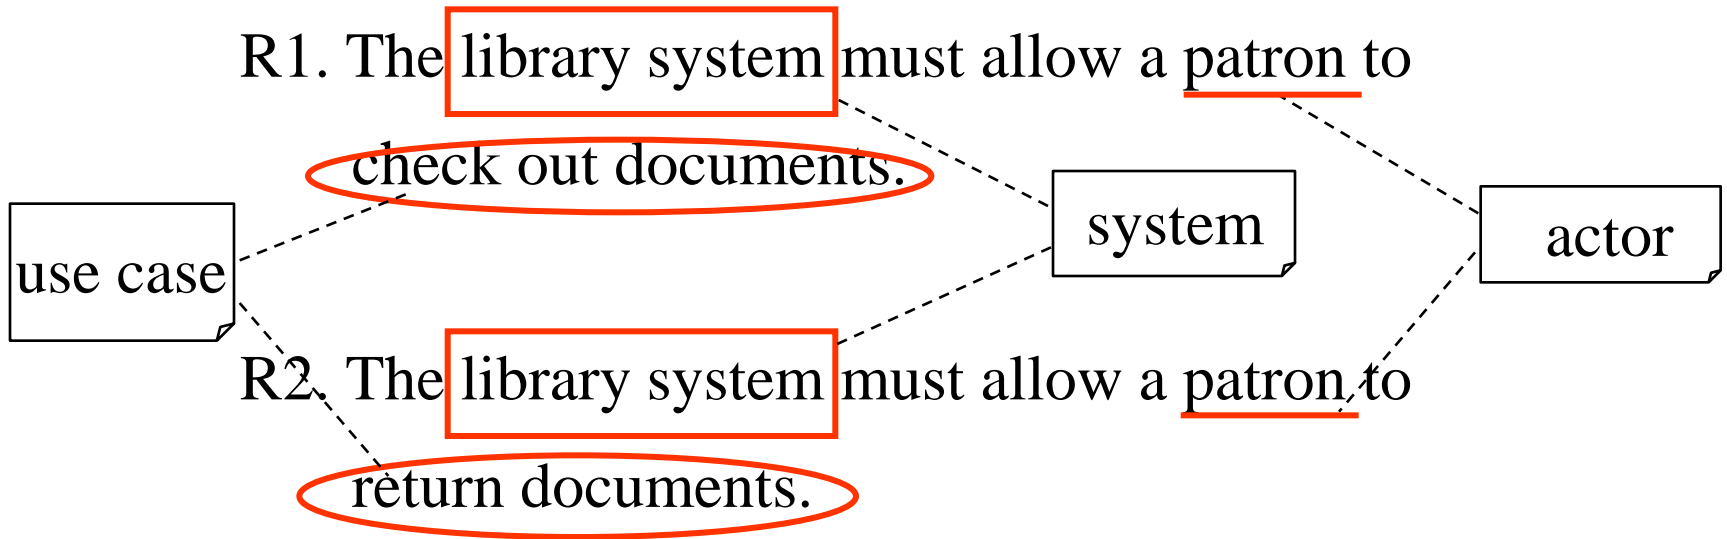 R1. The library system must allow a patron to
check out documents.
system
actor
use case
R2. The library system must allow a patron to
return documents.